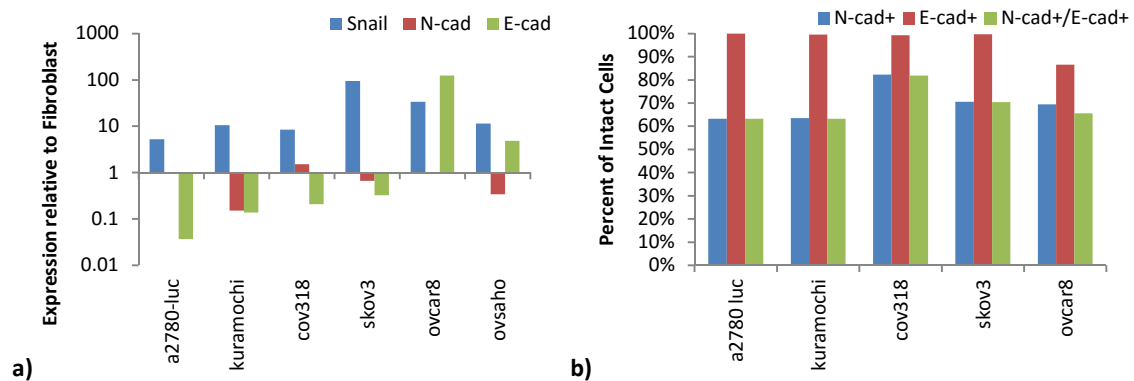 Snail N-cad E-cad
Expression relative to Fibroblast
1000
100
10
1
0.1
0.01
a2780-luc
kuramochi
cov318
skov3
ovcar8
ovsaho
a)
N-cad+ E-cad+ N-cad+/E-cad+
Percent of Intact Cells
100%
90%
80%
70%
60%
50%
40%
30%
20%
10%
0%
a2780 luc
kuramochi
cov318
skov3
ovcar8
b)